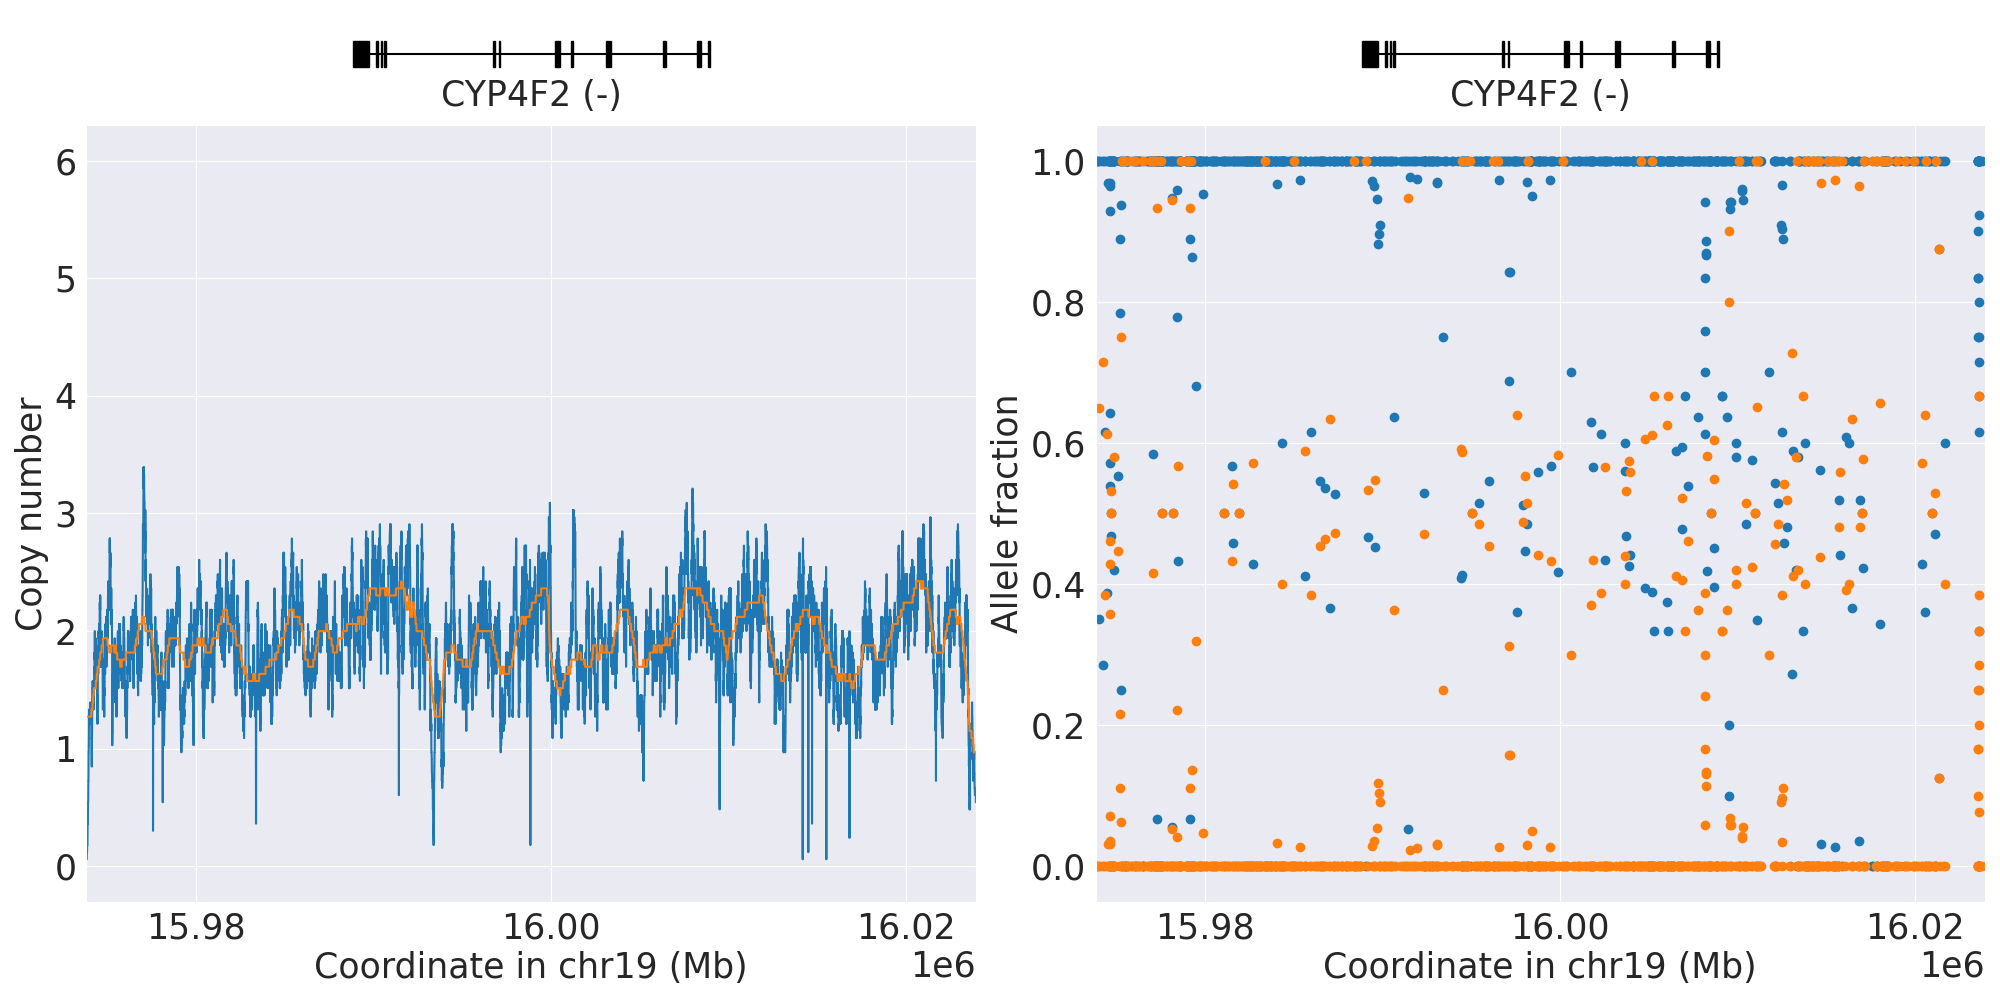 CYP4F2 (-)
6
5
4
3
2
1
0
Copy number
15.98
16.00
16.02
Coordinate in chr19 (Mb)
1e6
CYP4F2 (-)
1.0
0.8
0.6
0.4
0.2
0.0
Allele fraction
15.98
16.00
16.02
Coordinate in chr19 (Mb)
1e6